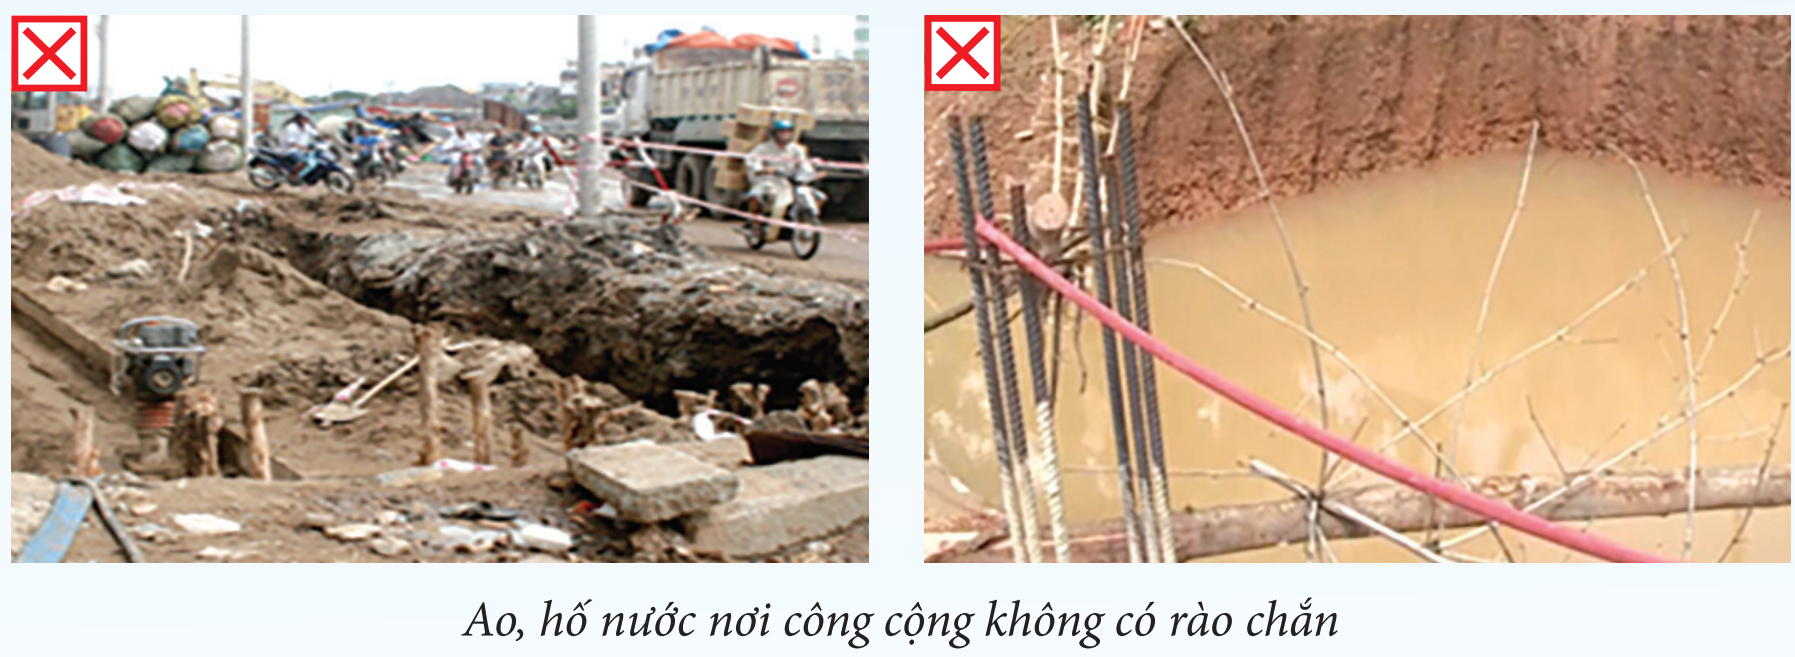 Ao, hố nước nơi công cộng không có rào chắn